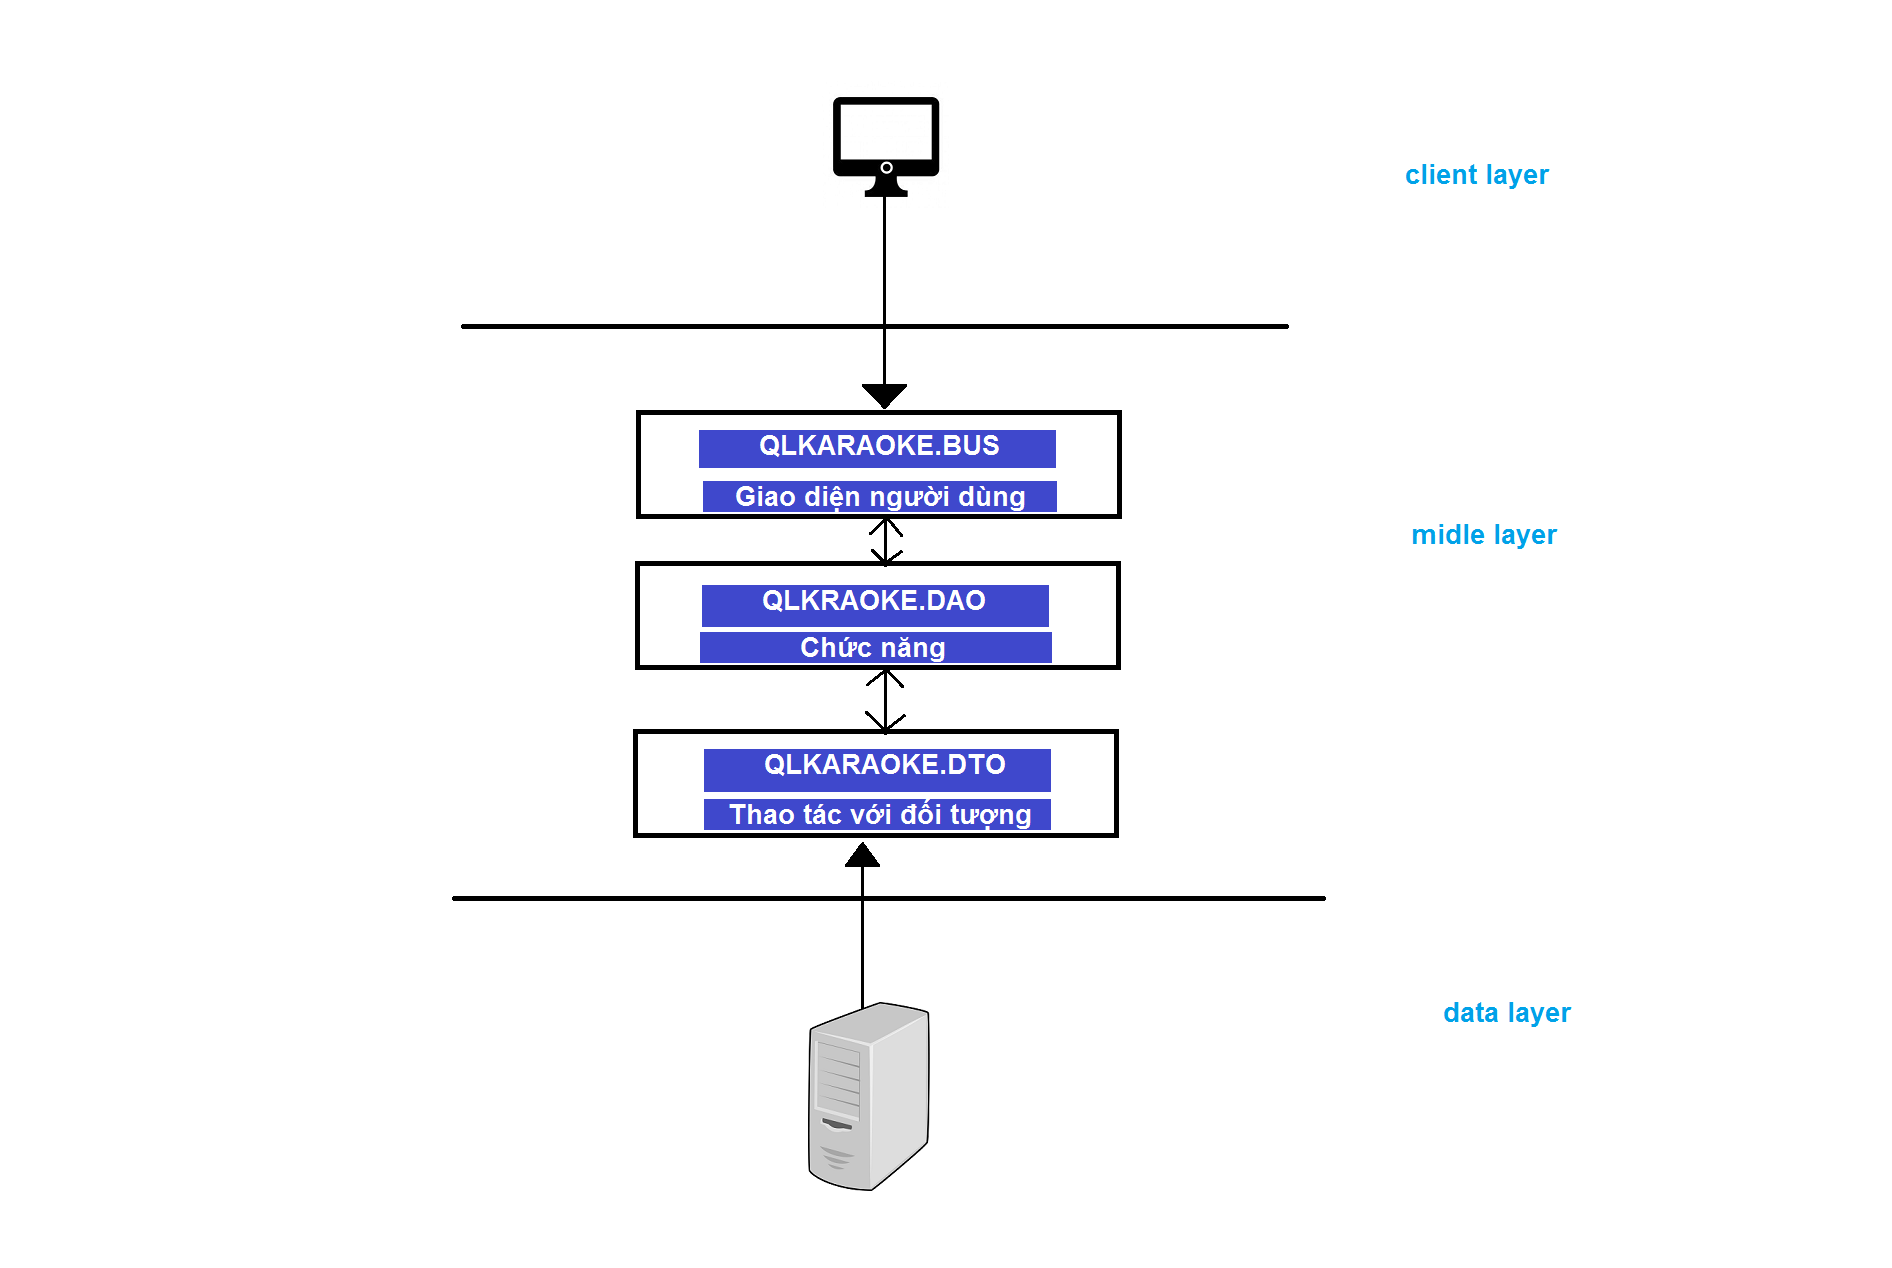 client layer
QLKARAOKE.BUS
Giao diện người dùng
midle layer
QLKRAOKE.DAO
Chức năng
QLKARAOKE.DTO
Thao tác với đối tượng
data layer